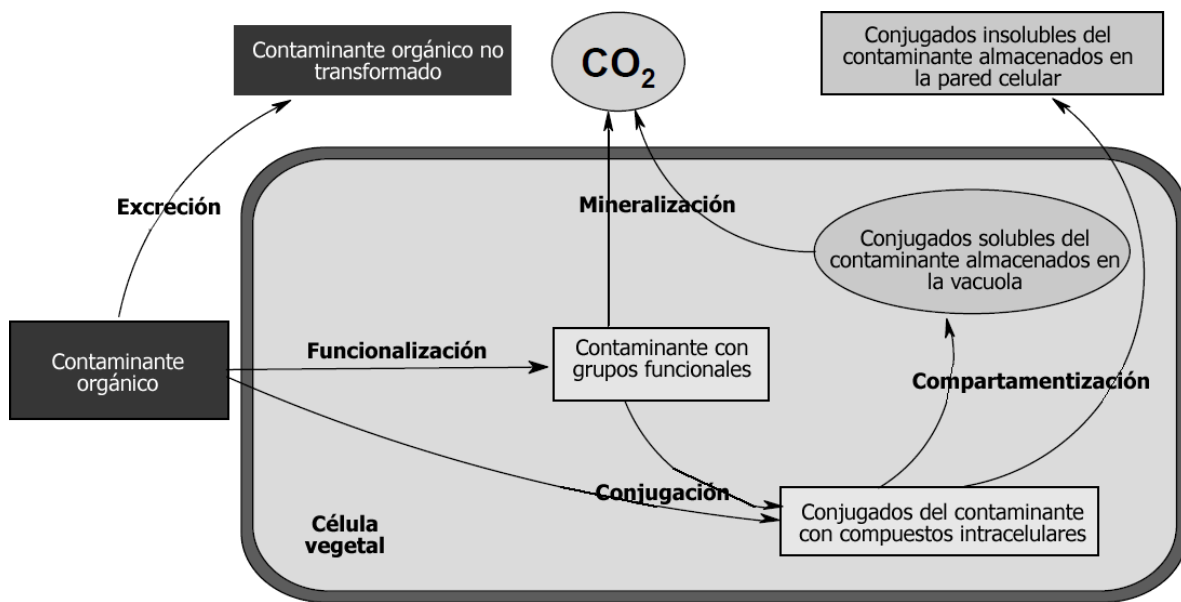 Contaminante orgánico no
transformado
CO2
Conjugados insolubles del
contaminante almacenados en
la pared celular
Excreción
Mineralización
Conjugados solubles del
contaminante almacenados en
la vacuola
Contaminante
orgánico
Funcionalización
Contaminante con
grupos funcionales
Compartamentización
Conjugación
Conjugados del contaminante
con compuestos intracelulares
Célula
vegetal